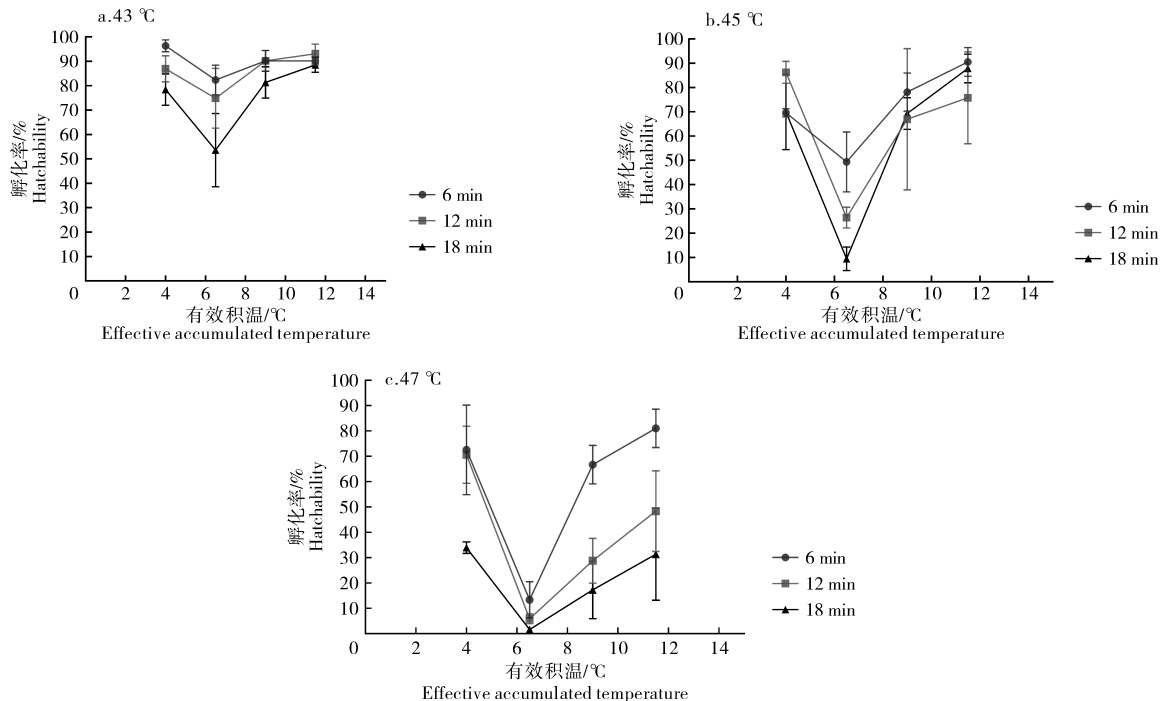 a.43 ℃
100
90
80
70
60
50
40
30
20
10
0
2
4
6
8
10
12
14
孵化率/%
Hatchability
有效积温/℃
Effective accumulated temperature
6 min
12 min
18 min
b.45 ℃
100
90
80
70
60
50
40
30
20
10
0
2
4
6
8
10
12
14
孵化率/%
Hatchability
有效积温/℃
Effective accumulated temperature
6 min
12 min
18 min
c.47 ℃
100
90
80
70
60
50
40
30
20
10
0
2
4
6
8
10
12
14
孵化率/%
Hatchability
有效积温/℃
Effective accumulated temperature
6 min
12 min
18 min